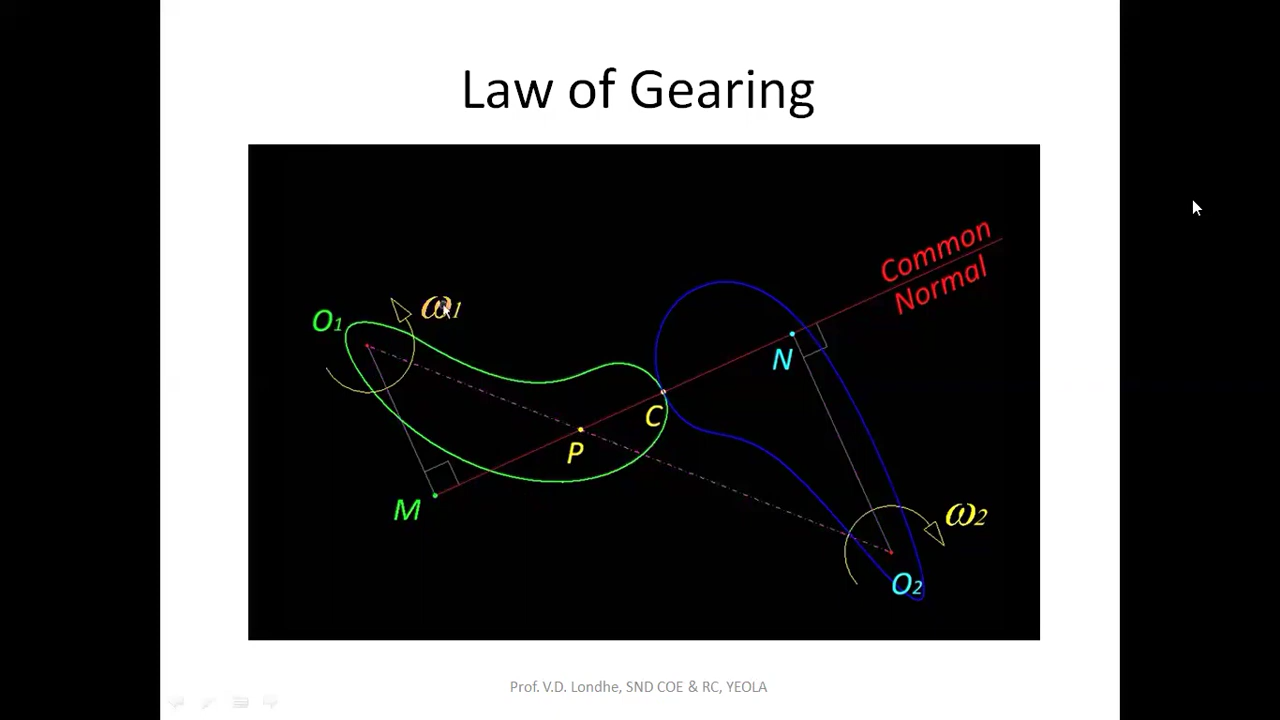 Law of Gearing
Common
Normal
ω1
O1
N
C
P
M
ω2
O2
Prof. V.D. Londhe, SND COE & RC, YEOLA